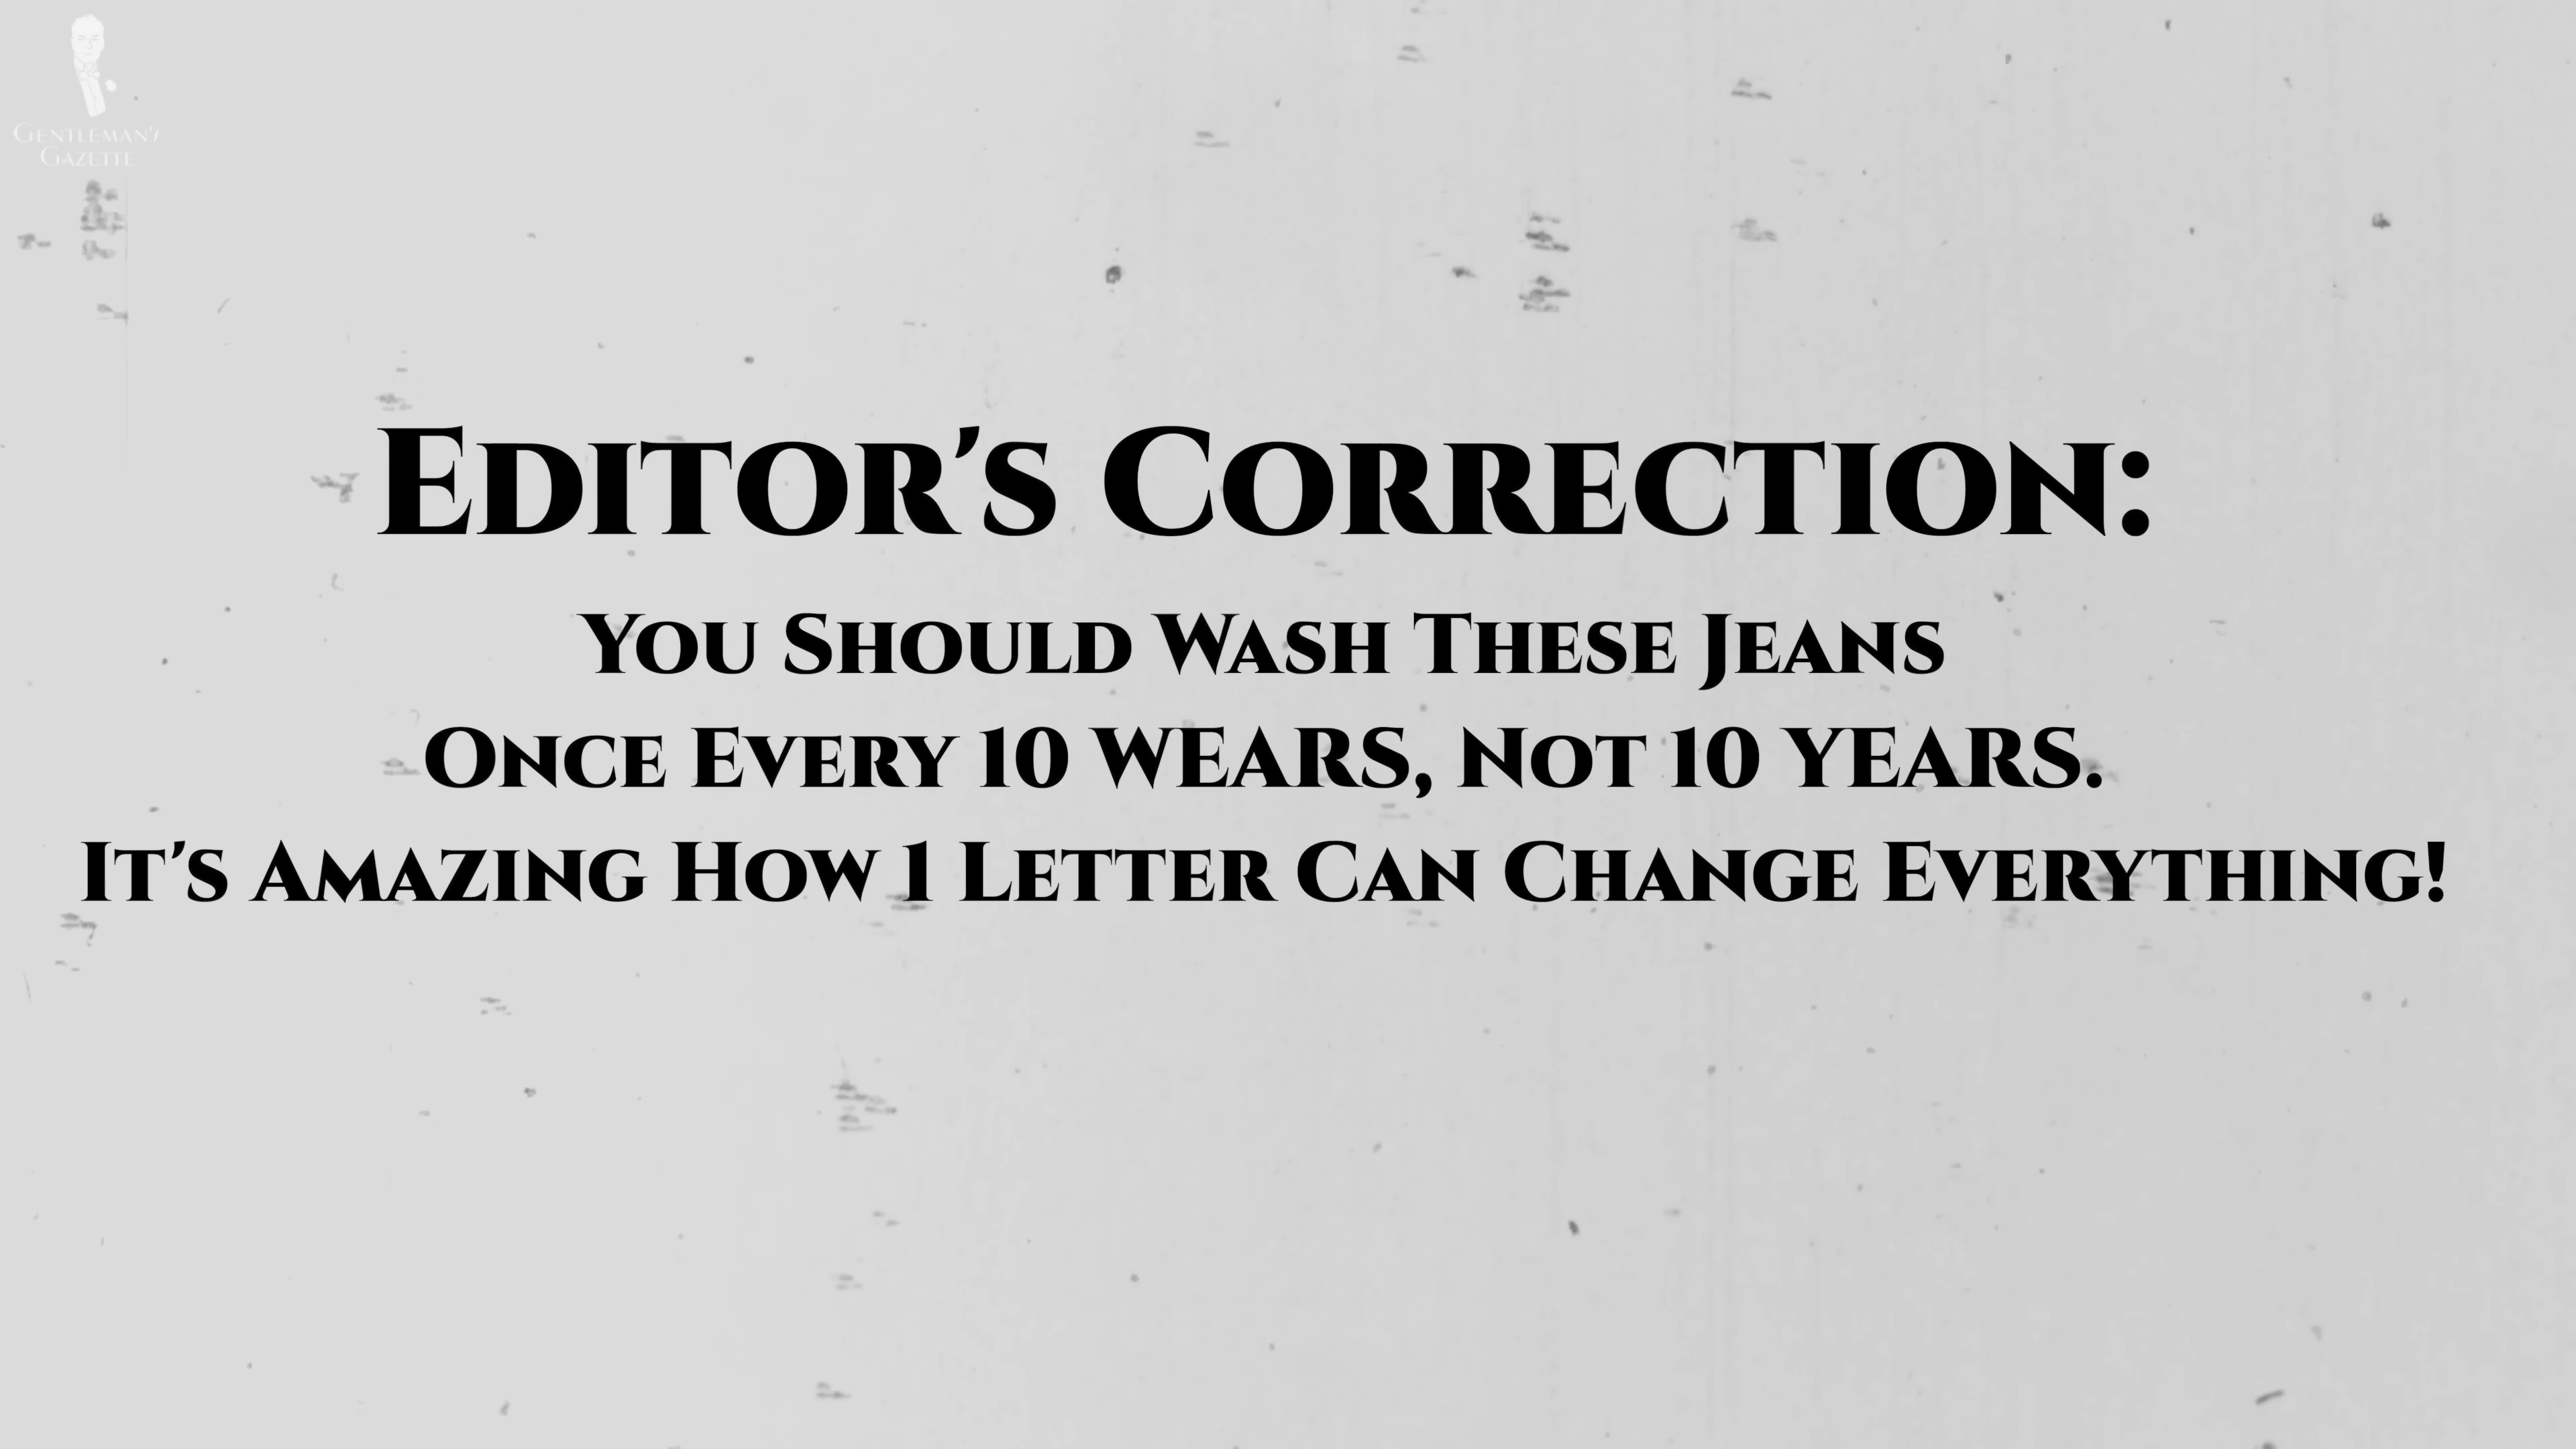 Gentleman's
Gazette
Editor's Correction:
You Should Wash These Jeans
Once Every 10 WEARS, Not 10 YEARS.
It's Amazing How 1 Letter Can Change Everything!